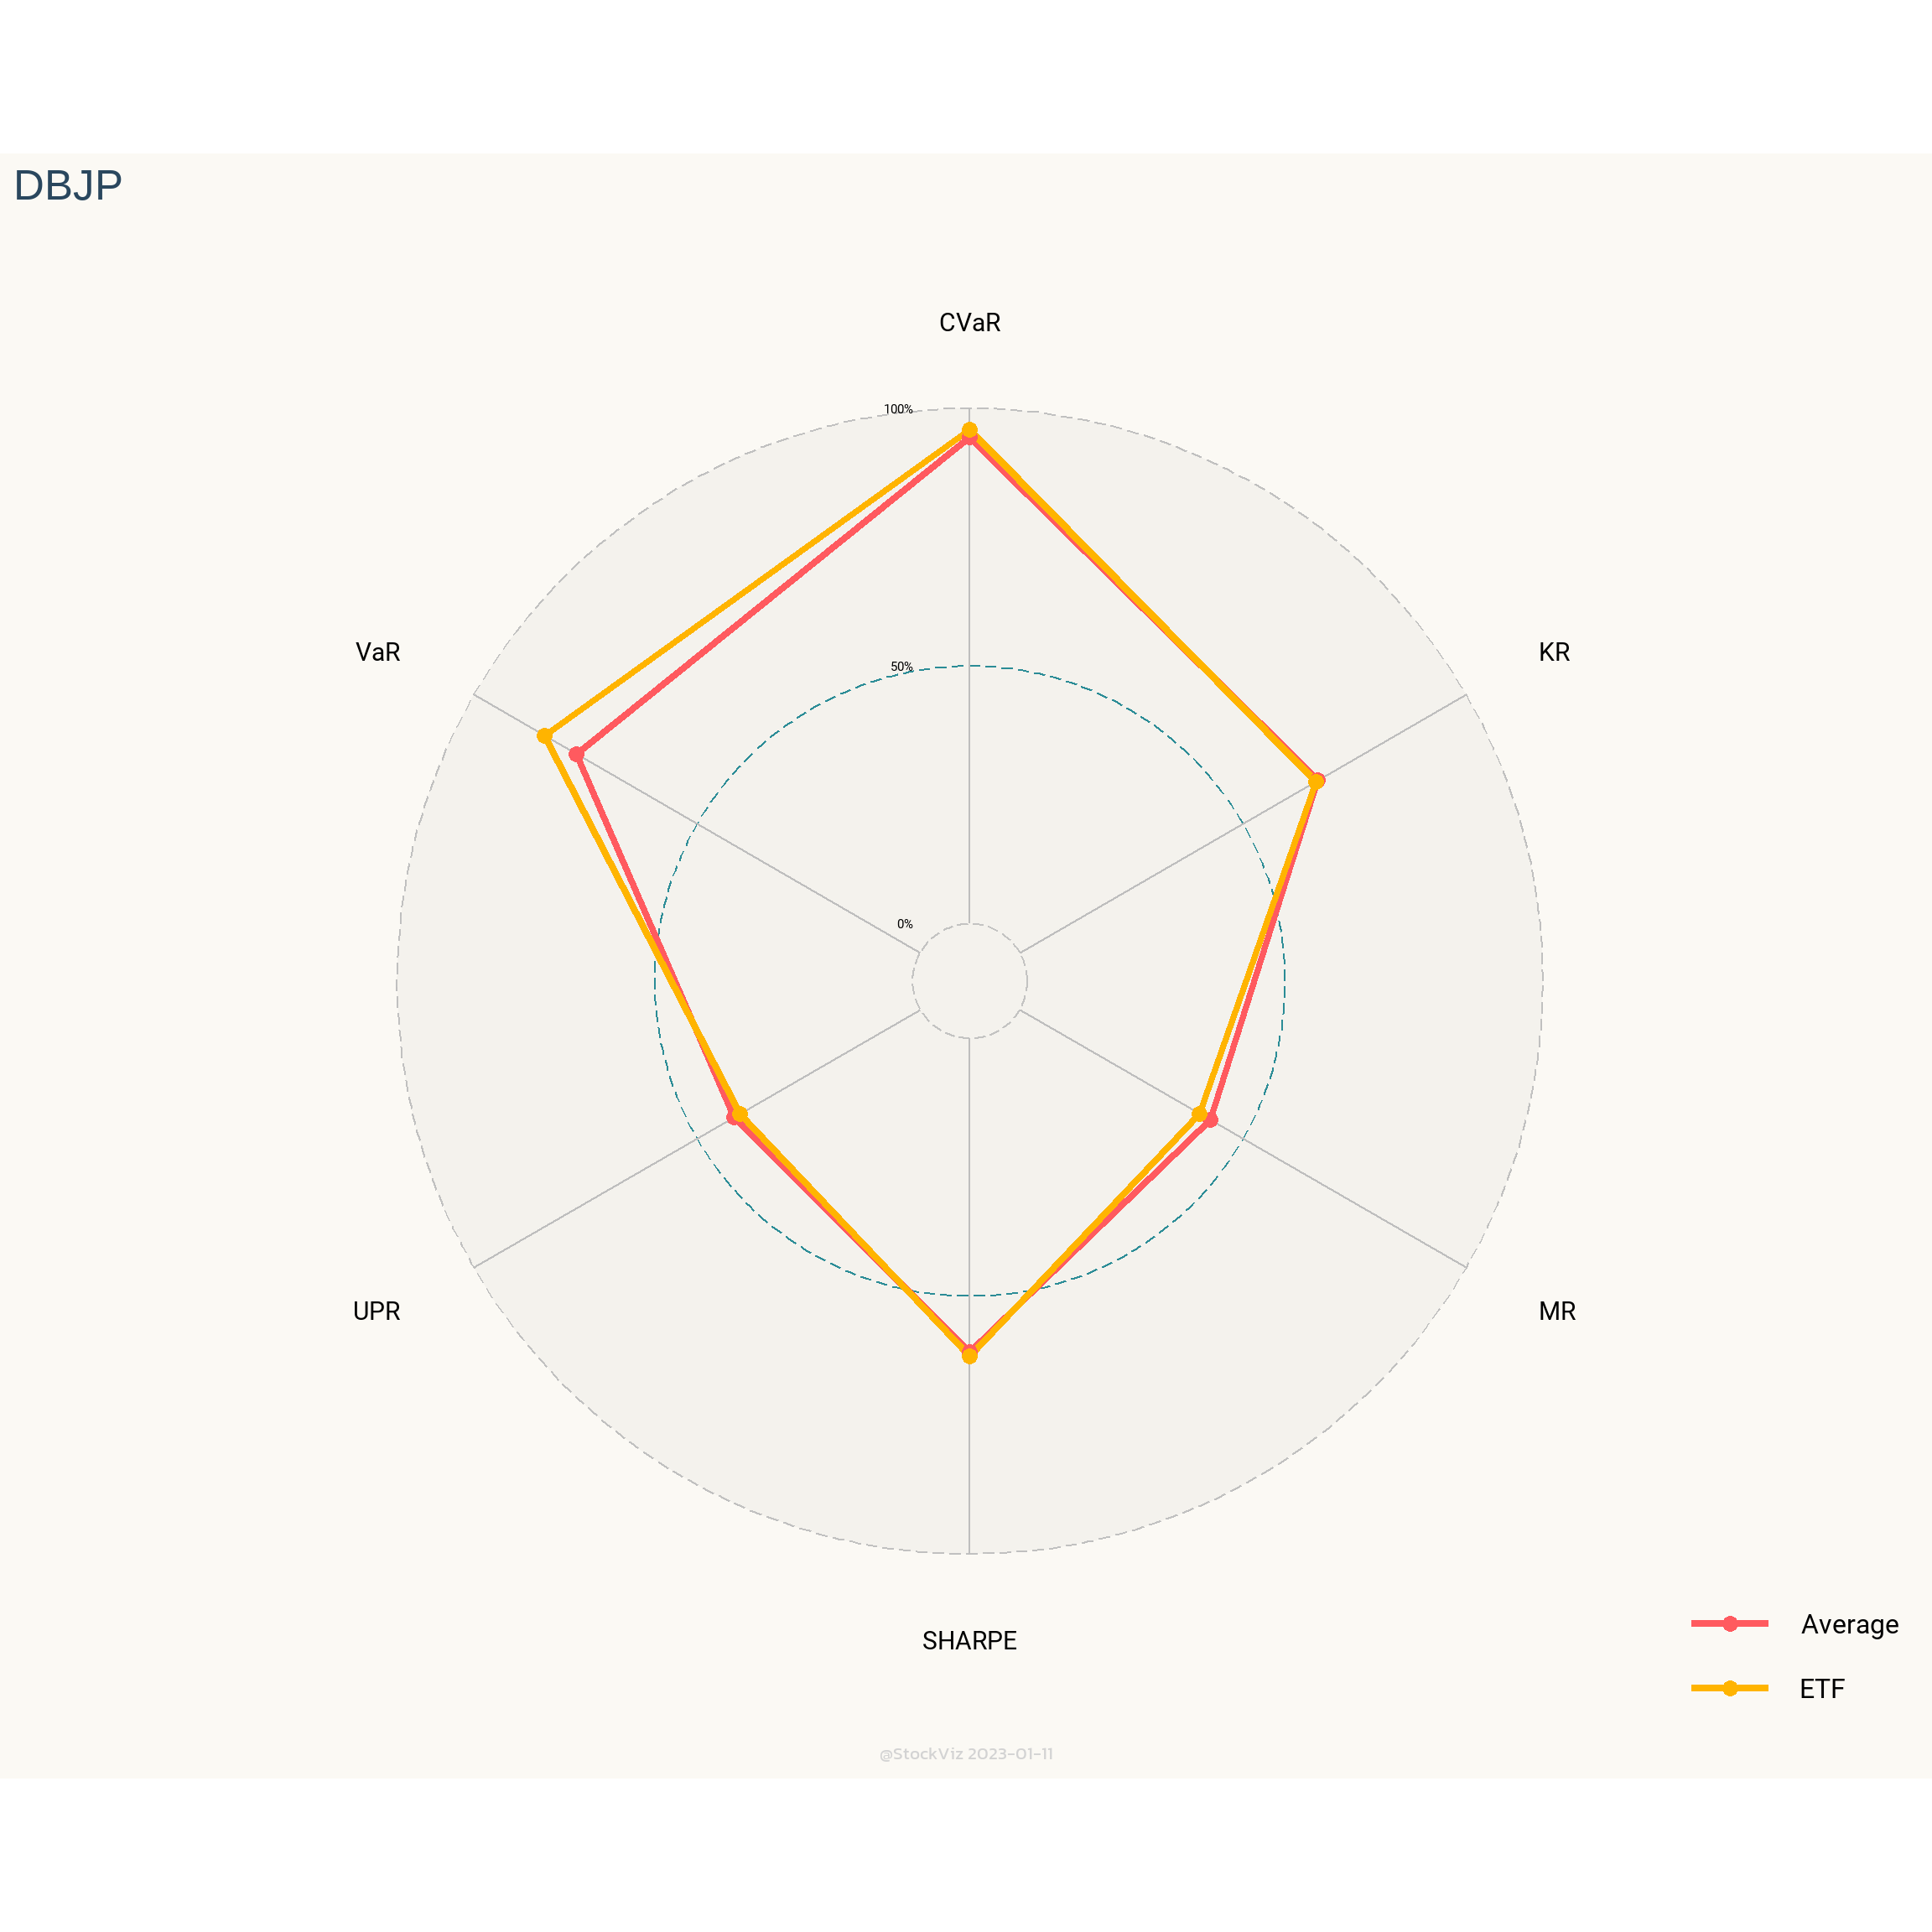 DBJP
CVaR
100%
VaR
KR
50%
0%
UPR
MR
SHARPE
Average
ETF
@StockViz 2023-01-11